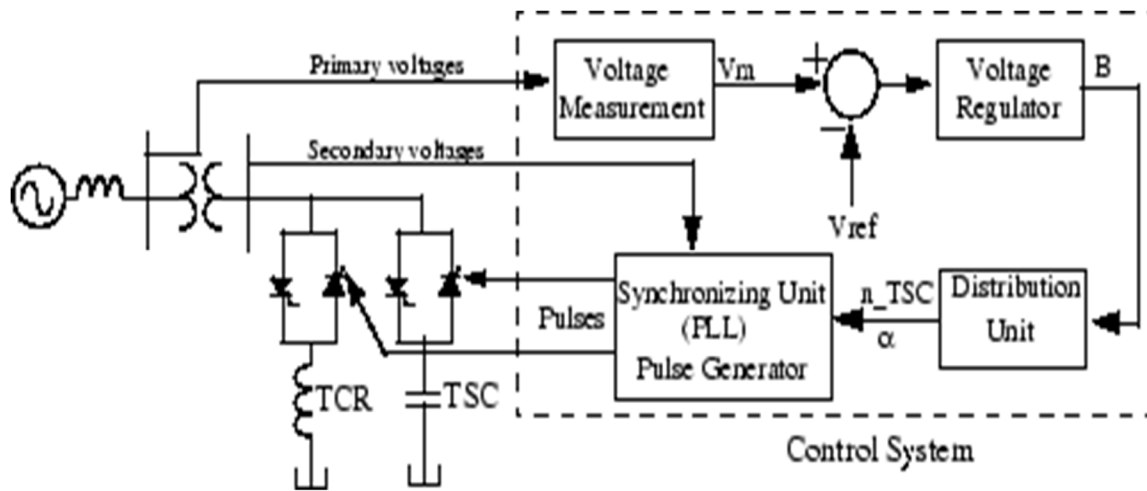 Primary voltages
Voltage
Measurement
Vm
+
−
Vref
Voltage
Regulator
B
Secondary voltages
Synchronizing Unit
(PLL)
Pulse Generator
n_TSC
α
Distribution
Unit
Pulses
TCR
TSC
Control System